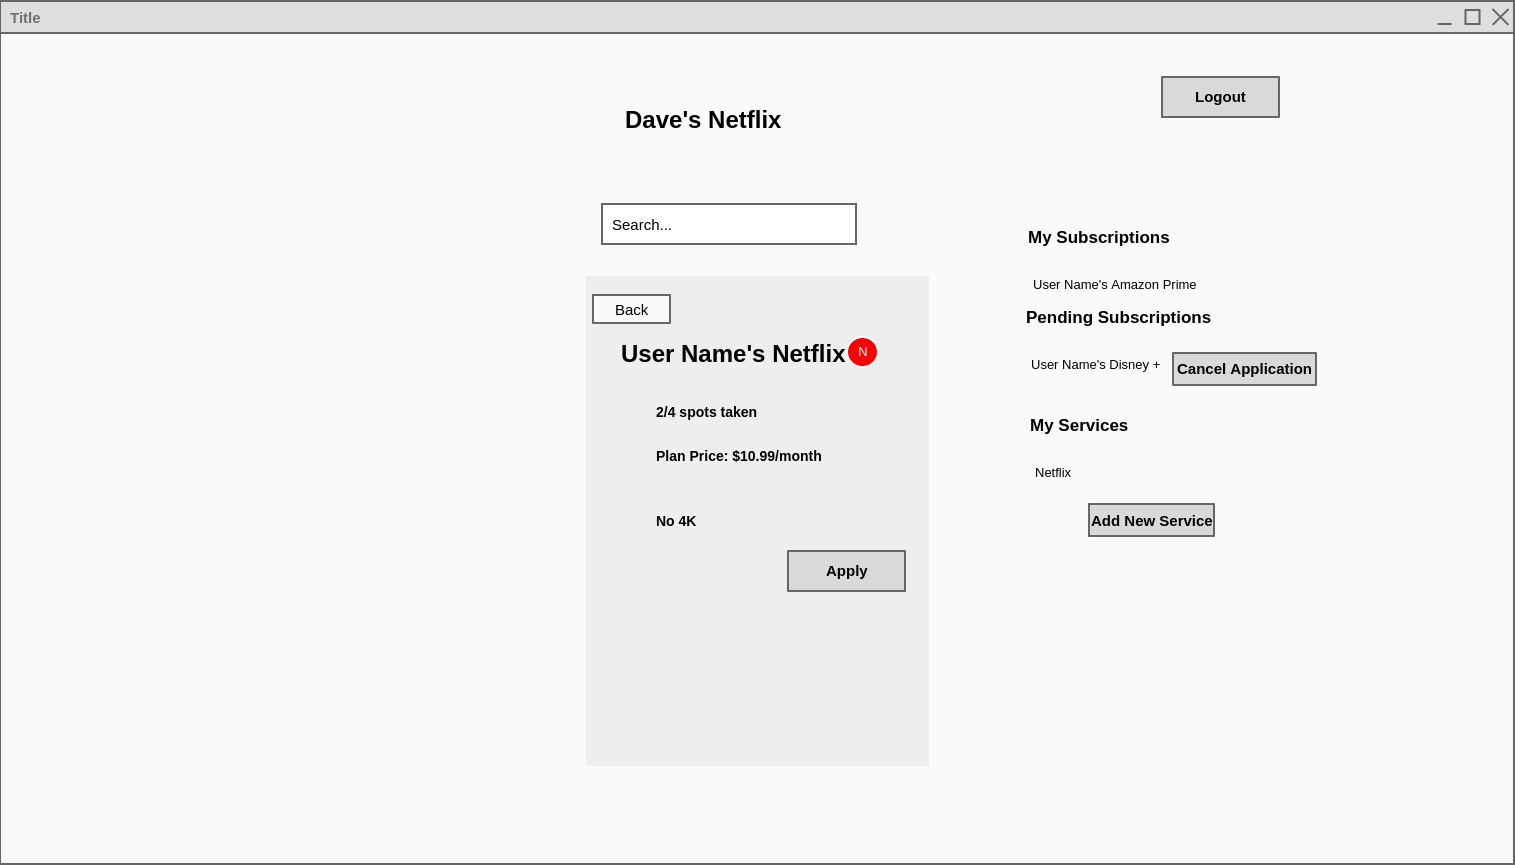 Title
Logout
Dave's Netflix
Search...
Back
User Name's Netflix
N
2/4 spots taken
Plan Price: $10.99/month
No 4K
Apply
My Subscriptions
User Name's Amazon Prime
Pending Subscriptions
User Name's Disney +
Cancel Application
My Services
Netflix
Add New Service